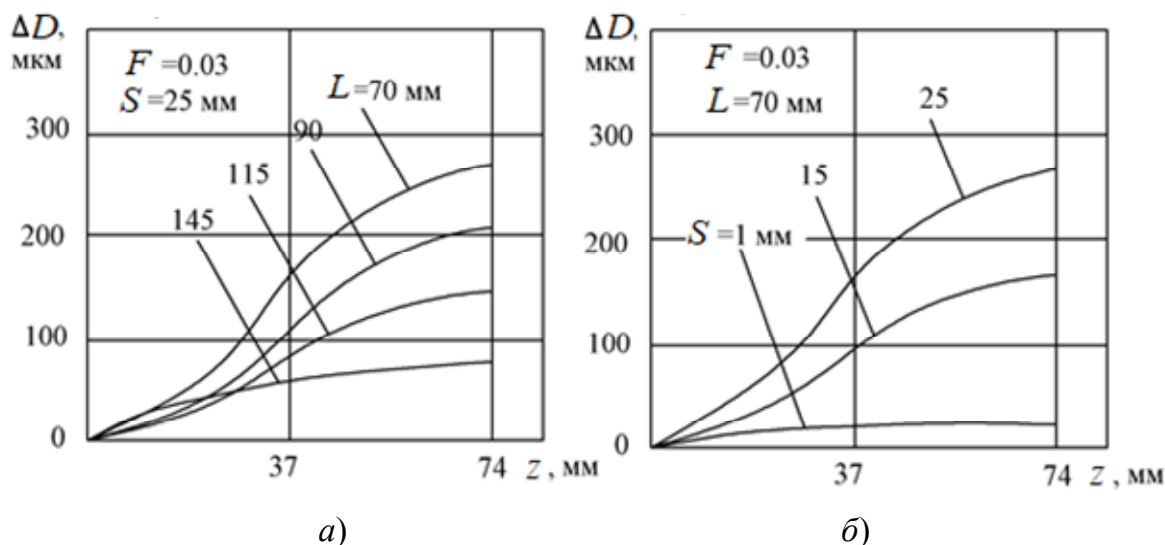 ΔD,
мкм
F =0.03
S =25 мм
L=70 мм
90
115
145
300
200
100
0
37
74 z , мм
а)
ΔD,
мкм
F =0.03
L=70 мм
25
15
S =1 мм
300
200
100
0
37
74 z , мм
б)